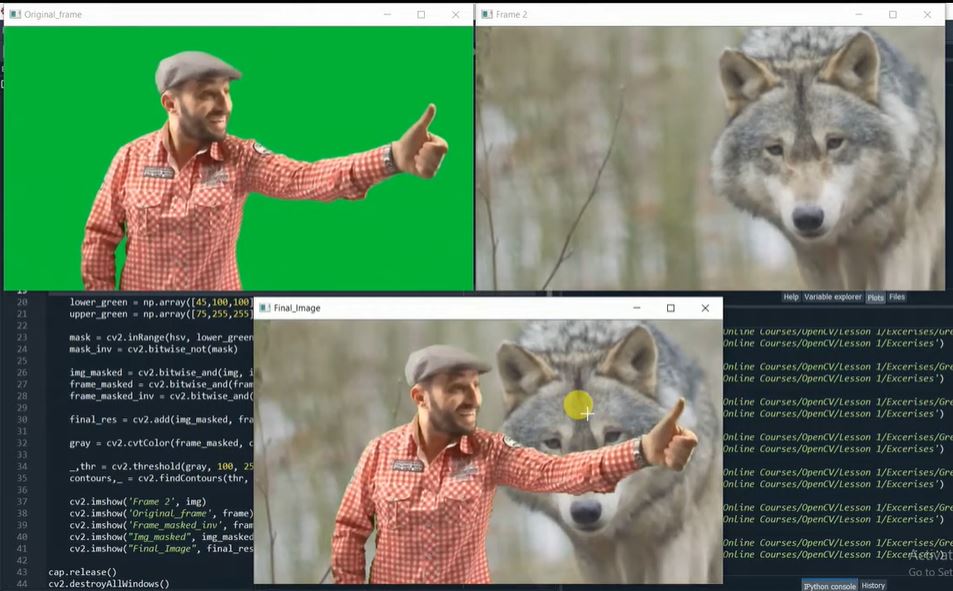 Original_frame
Frame 2
Final_Image
Help Variable explorer Plots Files
20 lower_green = np.array([45,100,100]
21 upper_green = np.array([75,255,255]
22
23 mask = cv2.inRange(hsv, lower_green
24 mask_inv = cv2.bitwise_not(mask)
25
26 img_masked = cv2.bitwise_and(img, i
27 frame_masked = cv2.bitwise_and(fram
28 frame_masked_inv = cv2.bitwise_and(
29
30 final_res = cv2.add(img_masked, fra
31
32 gray = cv2.cvtColor(frame_masked, c
33
34 _,thr = cv2.threshold(gray, 100, 25
35 contours,_ = cv2.findContours(thr,
36
37 cv2.imshow('Frame 2', img)
38 cv2.imshow('Original_frame', frame)
39 cv2.imshow('Frame_masked_inv', fram
40 cv2.imshow("Img_masked", img_masked
41 cv2.imshow("Final_Image", final_res
42
43 cap.release()
44 cv2.destroyAllWindows()
Online Courses/OpenCV/Lesson 1/Excerises/Gre
Online Courses/OpenCV/Lesson 1/Excerises')
Online Courses/OpenCV/Lesson 1/Excerises/Gre
Online Courses/OpenCV/Lesson 1/Excerises')
Online Courses/OpenCV/Lesson 1/Excerises/Gre
Online Courses/OpenCV/Lesson 1/Excerises')
Online Courses/OpenCV/Lesson 1/Excerises/Gre
Online Courses/OpenCV/Lesson 1/Excerises')
Online Courses/OpenCV/Lesson 1/Excerises/Gre
Online Courses/OpenCV/Lesson 1/Excerises')
Online Courses/OpenCV/Lesson 1/Excerises/Gre
Online Courses/OpenCV/Lesson 1/Excerises')
Online Courses/OpenCV/Lesson 1/Excerises/Gre
Online Courses/OpenCV/Lesson 1/Excerises')
Activat
Go to Set
IPython console History